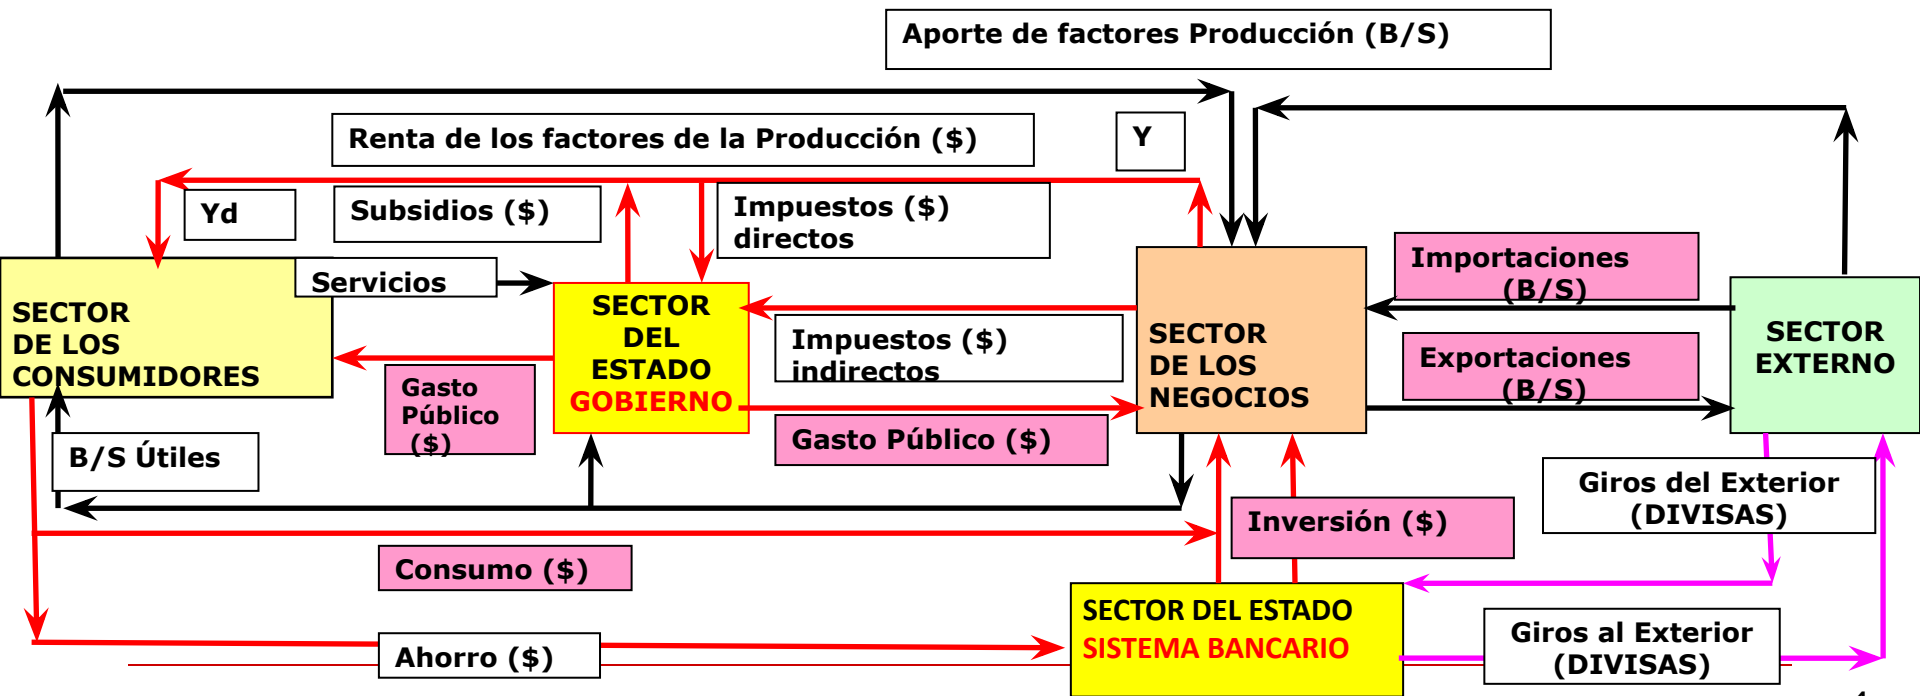 Aporte de factores Producción (B/S)
Renta de los factores de la Producción ($)
Y
Yd
Subsidios ($)
Impuestos ($)
directos
Servicios
SECTOR
DE LOS
CONSUMIDORES
SECTOR
DEL
ESTADO
GOBIERNO
Impuestos ($)
indirectos
SECTOR
DE LOS
NEGOCIOS
Importaciones
(B/S)
Exportaciones
(B/S)
SECTOR
EXTERNO
Gasto
Público
($)
Gasto Público ($)
B/S Útiles
Giros del Exterior
(DIVISAS)
Inversión ($)
Consumo ($)
SECTOR DEL ESTADO
SISTEMA BANCARIO
Giros al Exterior
(DIVISAS)
Ahorro ($)